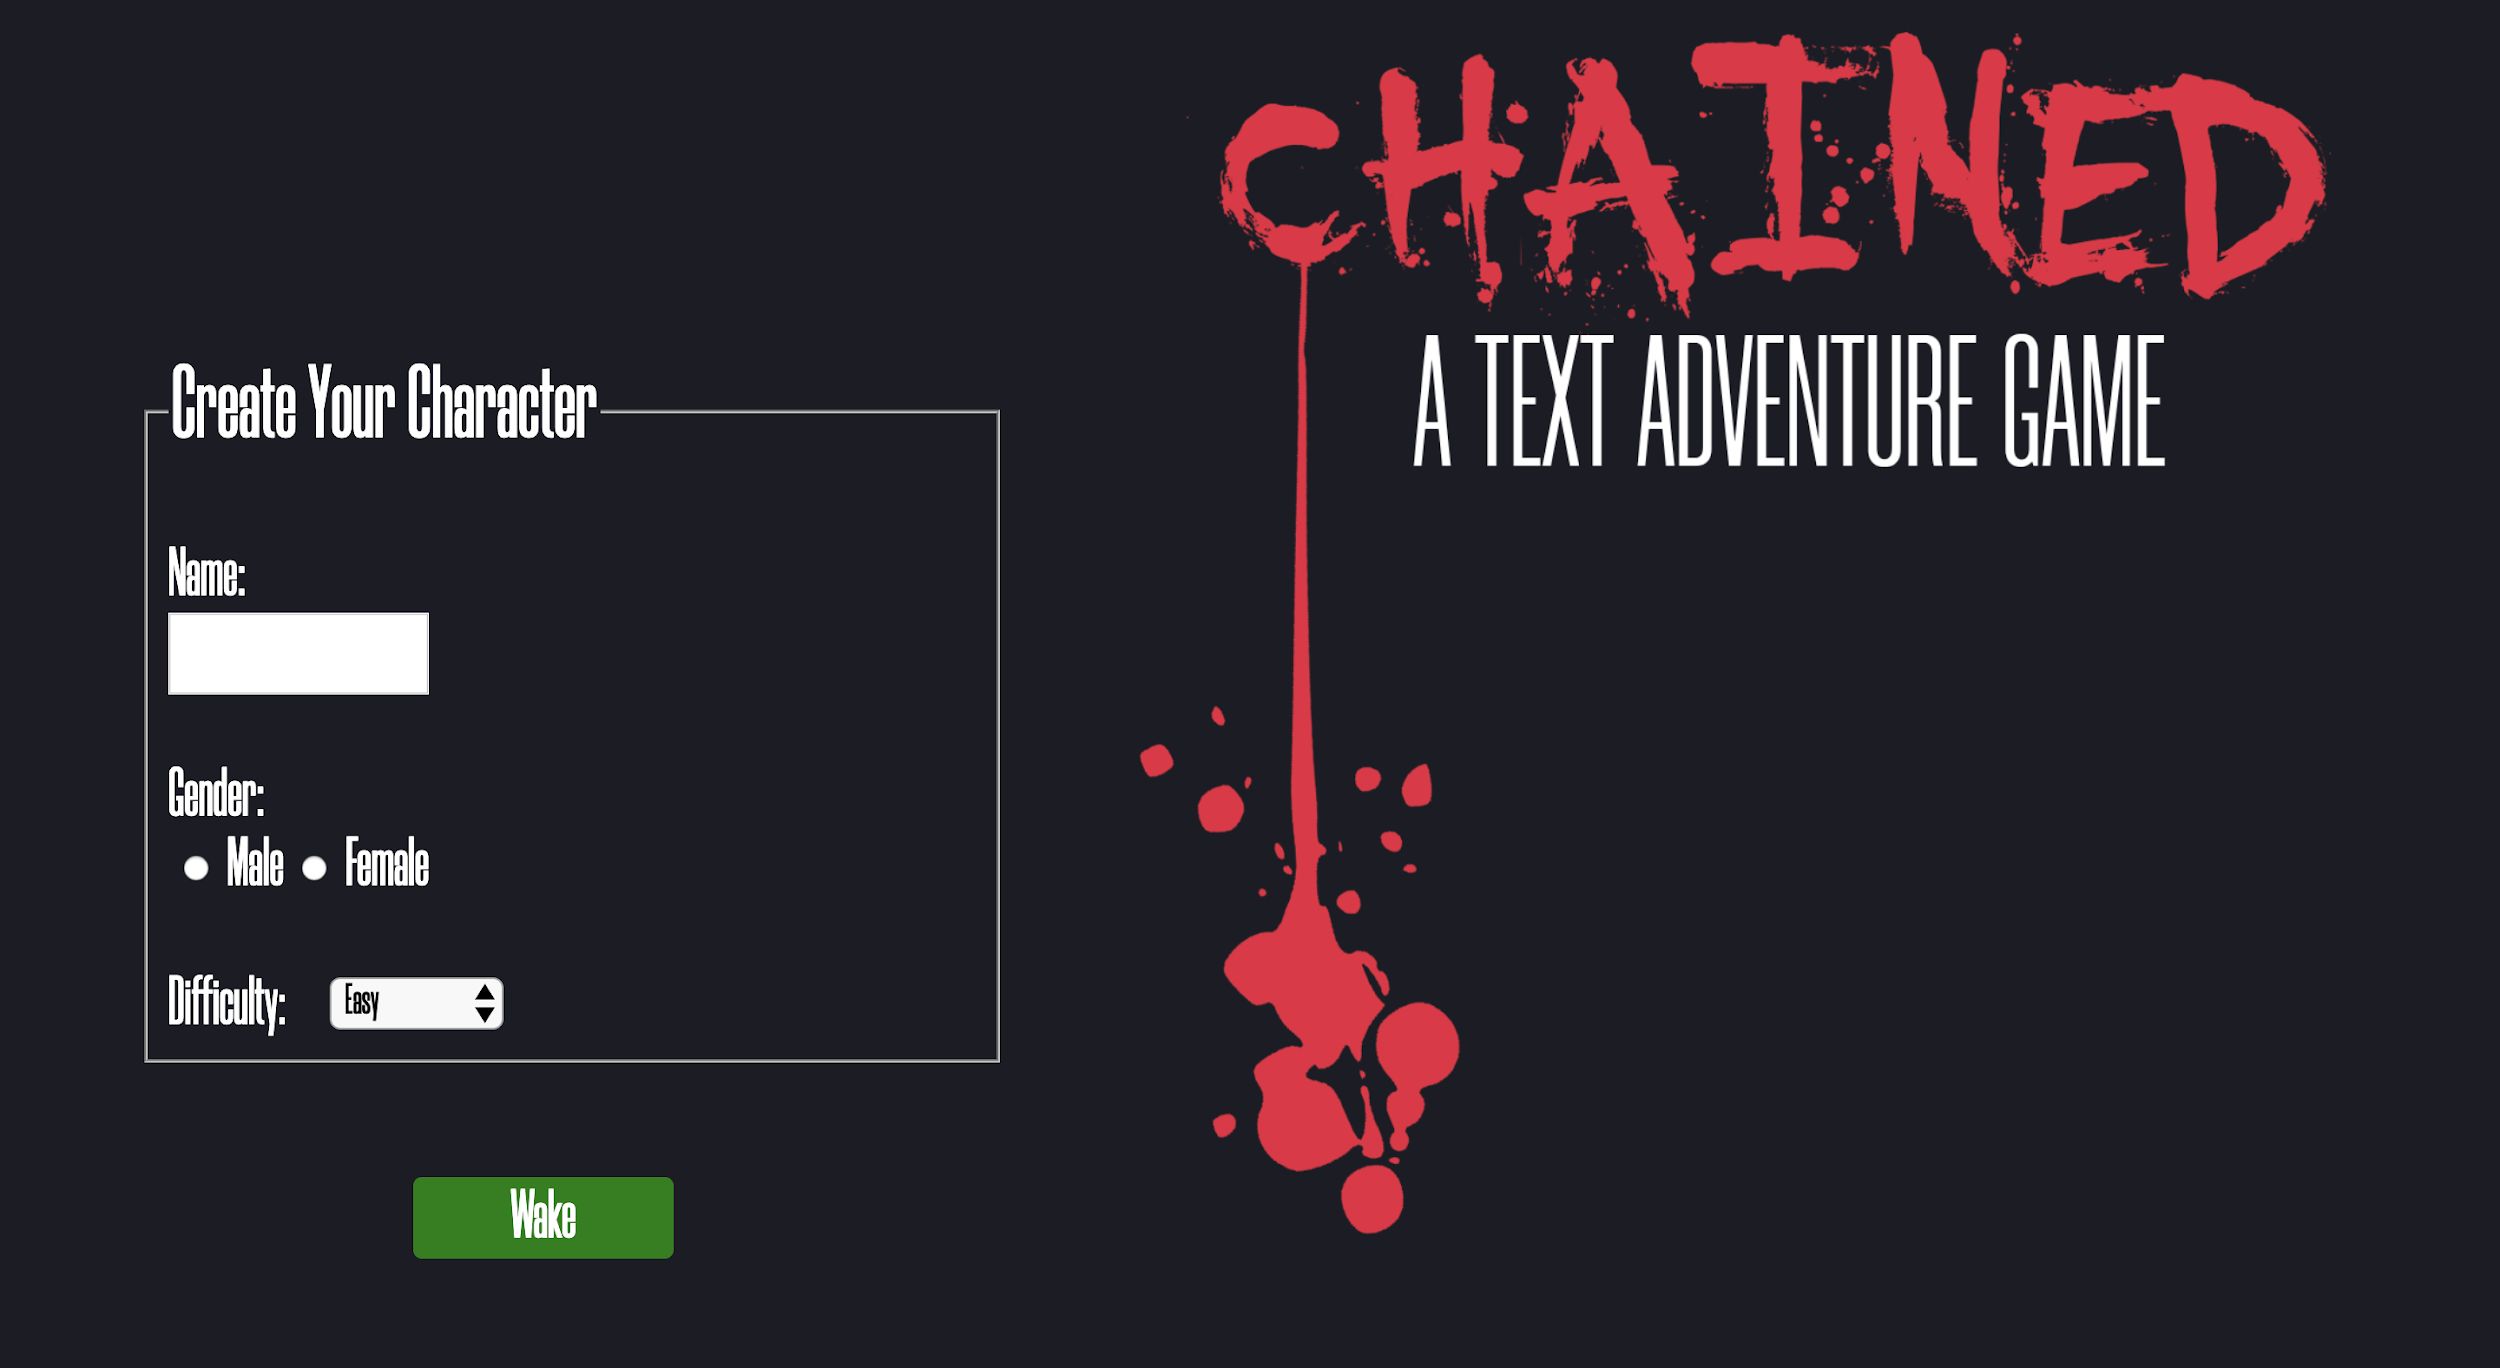 CHAINED
A TEXT ADVENTURE GAME
Create Your Character
Name:
Gender:
Male Female
Difficulty: Easy
Wake